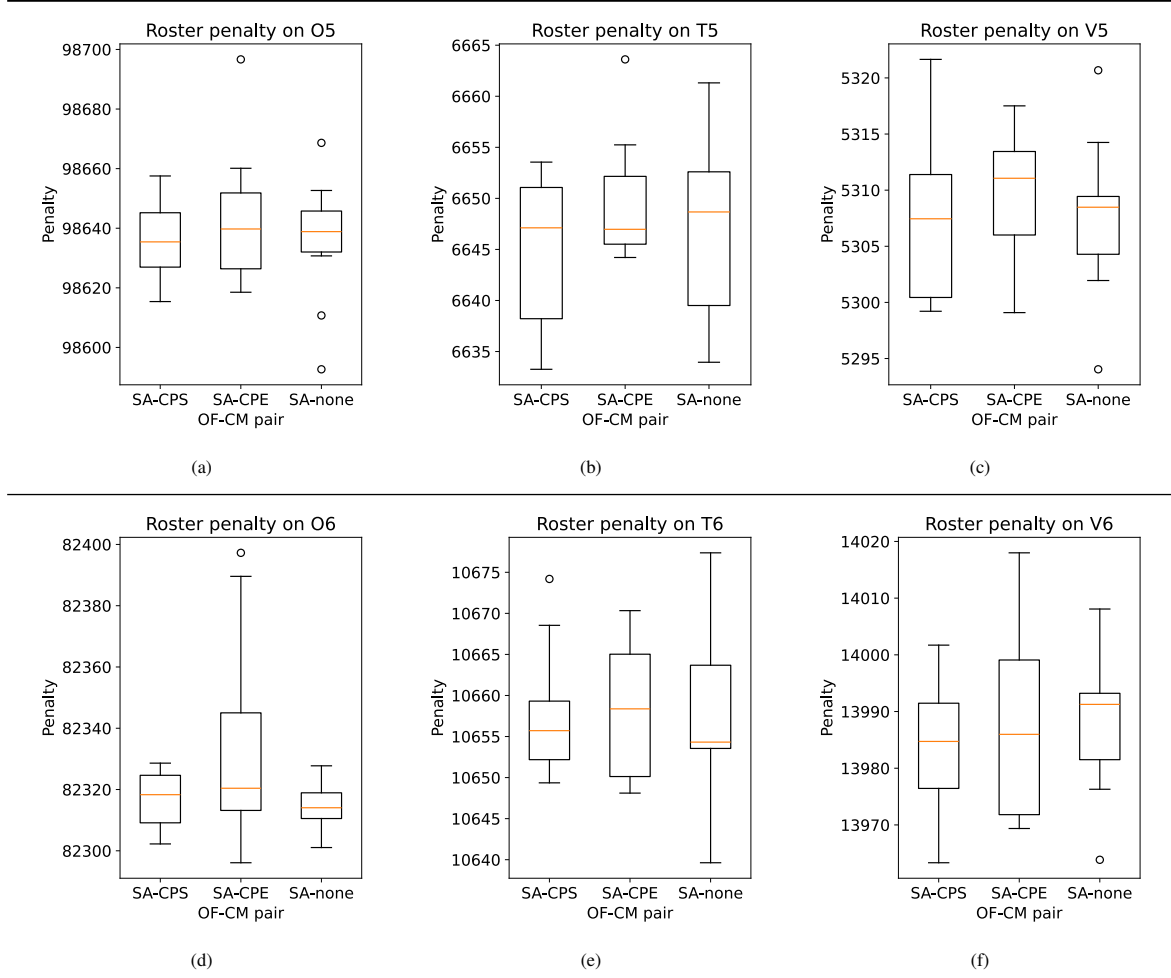 Roster penalty on O5
98700
98680
98660
98640
98620
98600
Penalty
SA-CPS SA-CPE SA-none
OF-CM pair
(a)
Roster penalty on T5
6665
6660
6655
6650
6645
6640
6635
Penalty
SA-CPS SA-CPE SA-none
OF-CM pair
(b)
Roster penalty on V5
5320
5315
5310
5305
5300
5295
Penalty
SA-CPS SA-CPE SA-none
OF-CM pair
(c)
Roster penalty on O6
82400
82380
82360
82340
82320
82300
Penalty
SA-CPS SA-CPE SA-none
OF-CM pair
(d)
Roster penalty on T6
10675
10670
10665
10660
10655
10650
10645
10640
Penalty
SA-CPS SA-CPE SA-none
OF-CM pair
(e)
Roster penalty on V6
14020
14010
14000
13990
13980
13970
Penalty
SA-CPS SA-CPE SA-none
OF-CM pair
(f)